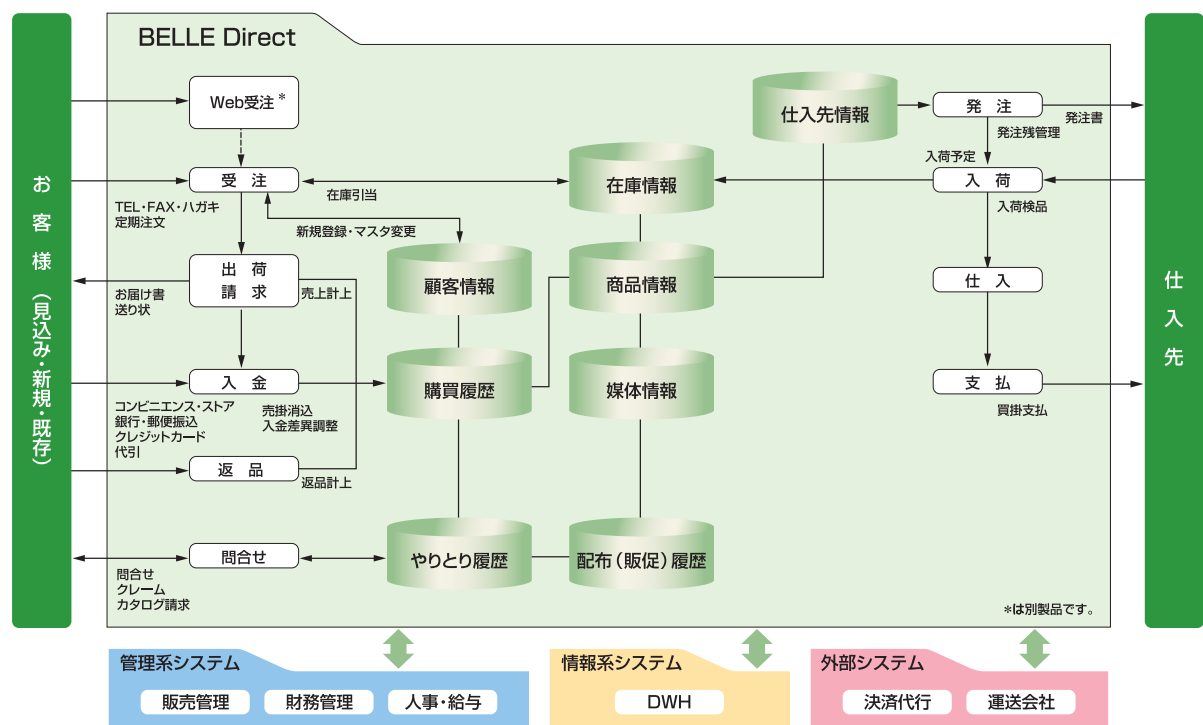 BELLE Direct
お客様（見込み・新規・既存）
Web受注*
受注
TEL・FAX・ハガキ
定期注文
在庫引当
新規登録・マスタ変更
出荷
請求
お届け書
送り状
売上計上
入金
コンビニエンス・ストア
銀行・郵便振込
クレジットカード
代引
売掛消込
入金差異調整
返品
返品計上
問合せ
問合せ
クレーム
カタログ請求
顧客情報
購買履歴
やりとり履歴
在庫情報
商品情報
媒体情報
配布（販促）履歴
仕入先情報
発注
発注書
発注残管理
入荷予定
入荷
入荷検品
仕入
支払
買掛支払
仕入先
*は別製品です。
管理系システム
販売管理
財務管理
人事・給与
情報系システム
DWH
外部システム
決済代行
運送会社